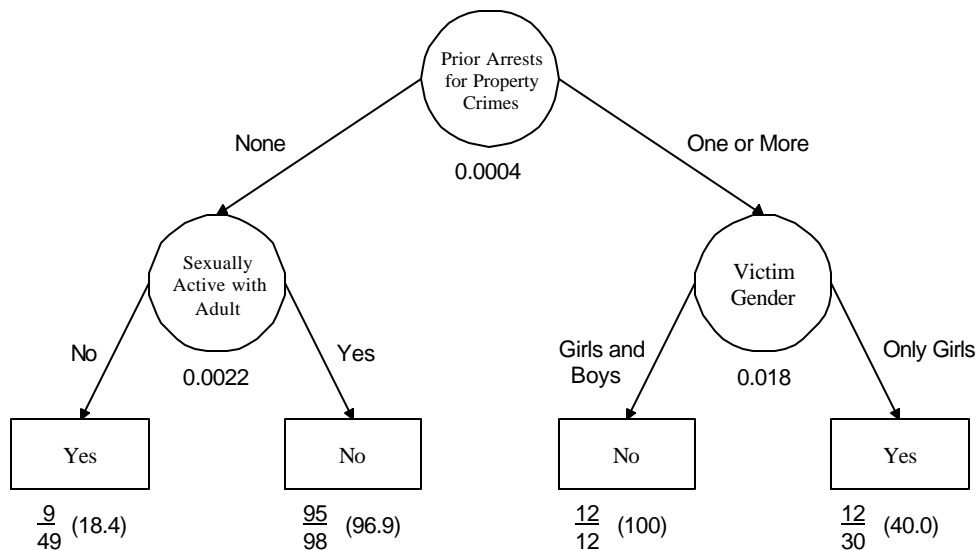 Prior Arrests
for Property
Crimes
None
One or More
0.0004
Sexually
Active with
Adult
Victim
Gender
No
Yes
Girls and
Boys
Only Girls
0.0022
0.018
Yes
No
No
Yes
9
49
(18.4)
95
98
(96.9)
12
12
(100)
12
30
(40.0)